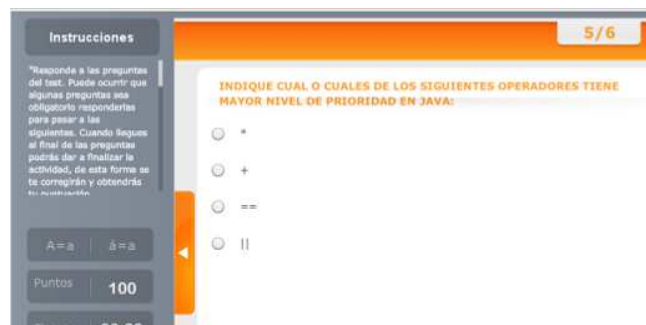 Instrucciones
"Responde a las preguntas
del test. Puede ocurrir que
algunas preguntas sea
obligatorio responderlas
para pasar a las
siguientes. Cuando llegues
al final de las preguntas
podrás dar a finalizar la
actividad, de esta forma se
te corregirán y obtendrás
tu puntuación
A=a | á=a
Puntos 100
5/6
INDIQUE CUAL O CUALES DE LOS SIGUIENTES OPERADORES TIENE
MAYOR NIVEL DE PRIORIDAD EN JAVA:
*
+
==
||